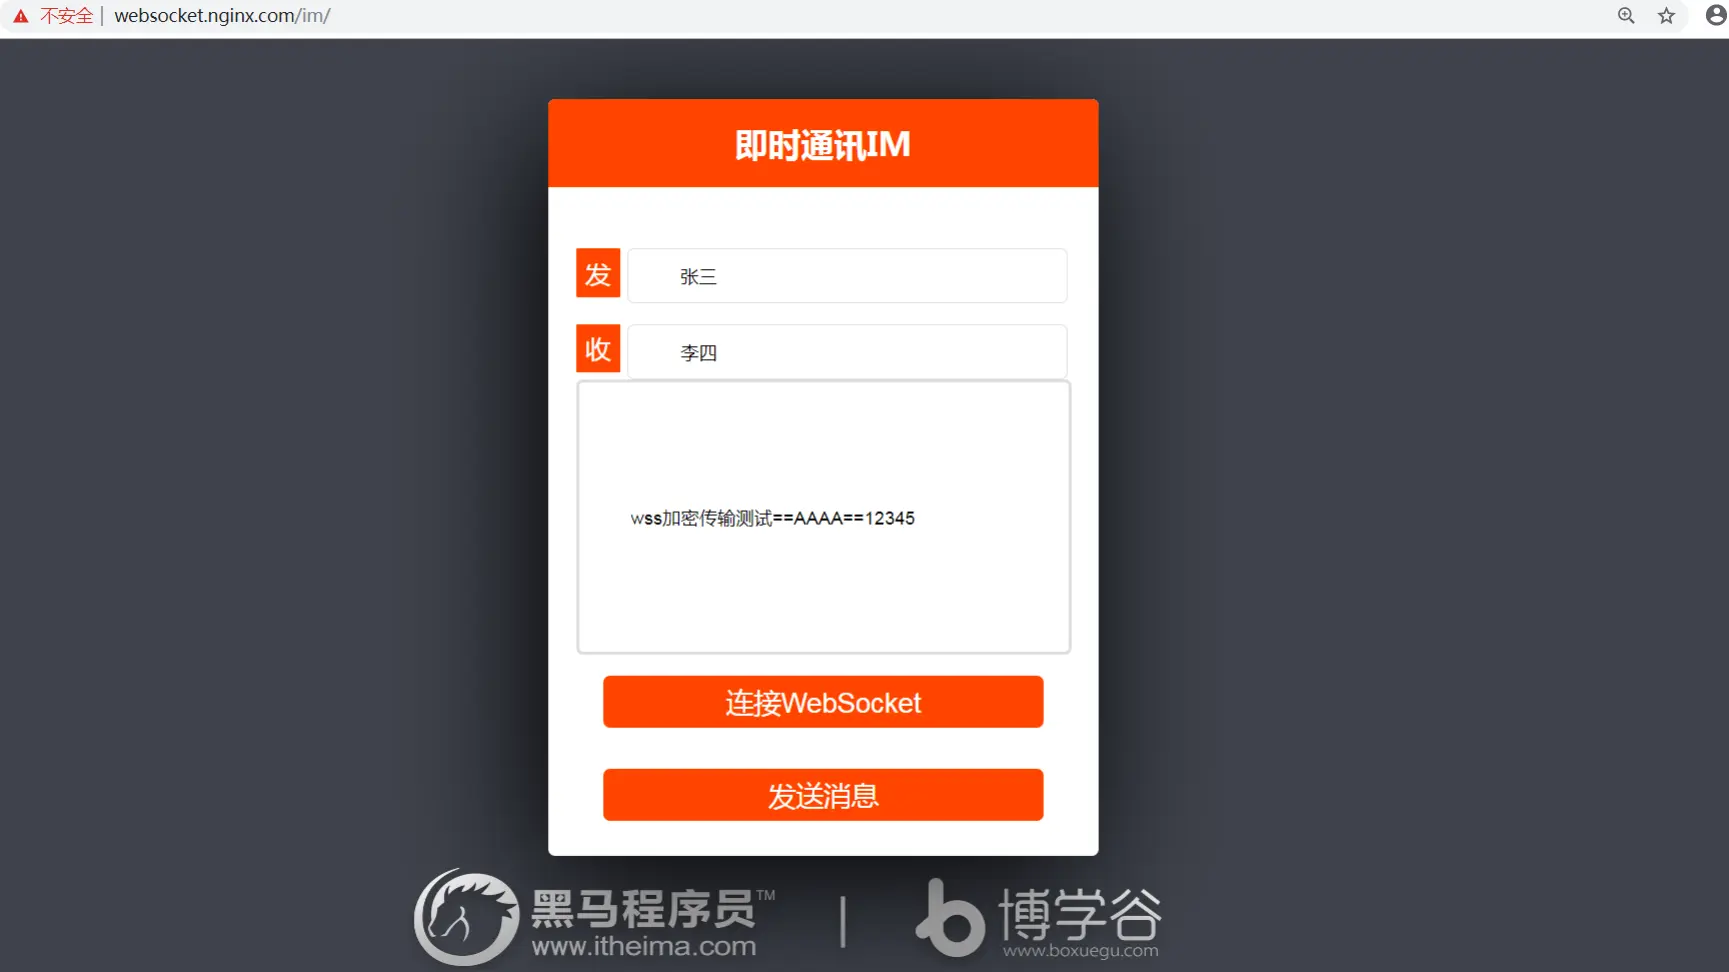 不安全 | websocket.nginx.com/im/
即时通讯IM
发 张三
收 李四
wss加密传输测试==AAAA==12345
连接WebSocket
发送消息
黑马程序员™
www.itheima.com
博学谷
www.boxuegu.com